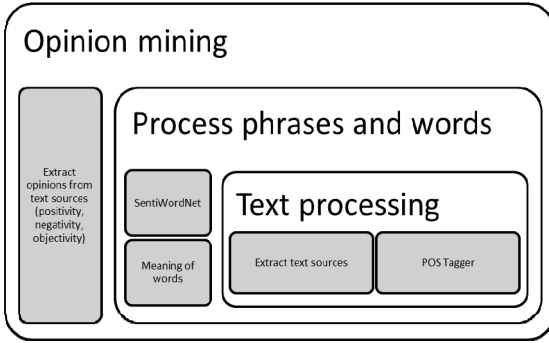 Opinion mining
Process phrases and words
Extract
opinions from
text sources
(positivity,
negativity,
objectivity)
SentiWordNet
Meaning of
words
Text processing
Extract text sources
POS Tagger